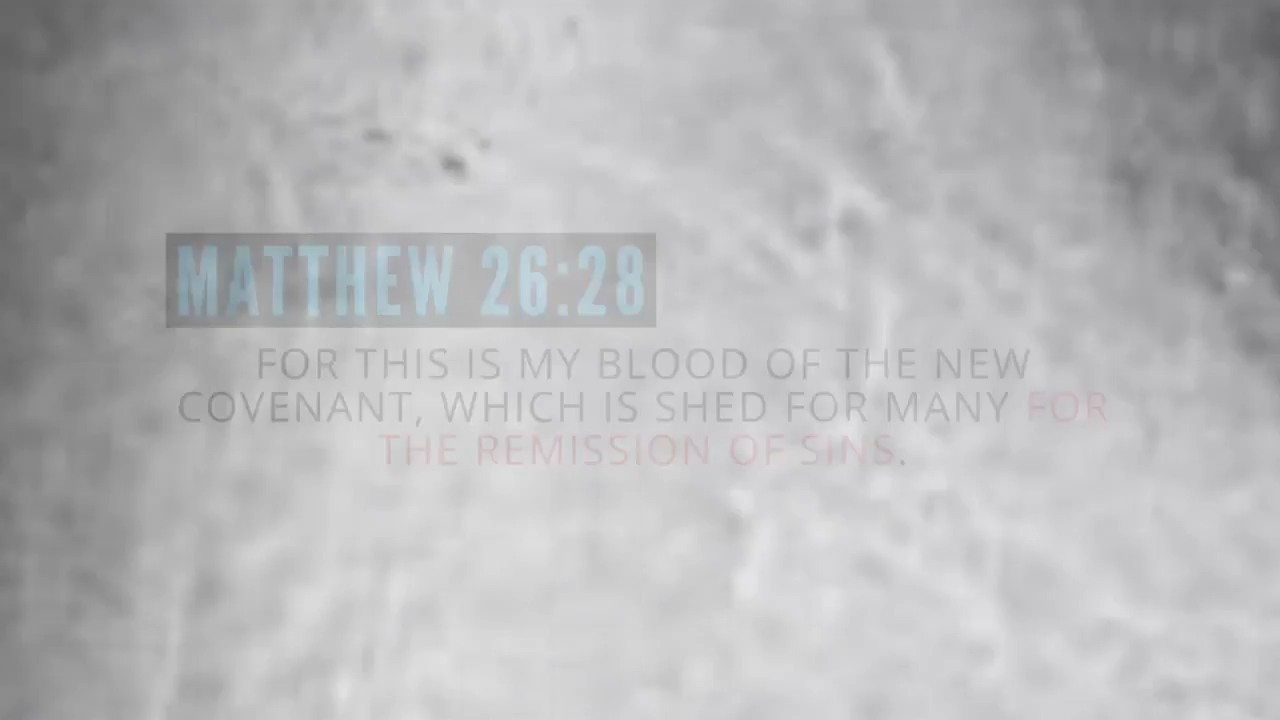 MATTHEW 26:28
FOR THIS IS MY BLOOD OF THE NEW
COVENANT, WHICH IS SHED FOR MANY FOR
THE REMISSION OF SINS.